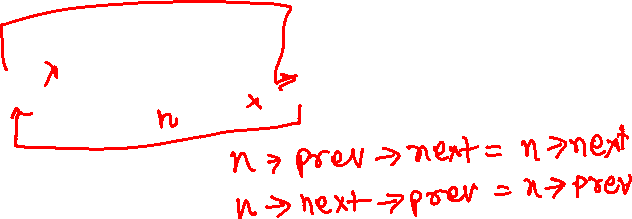 n
n → prev → next = n → next
n → next → prev = n → prev